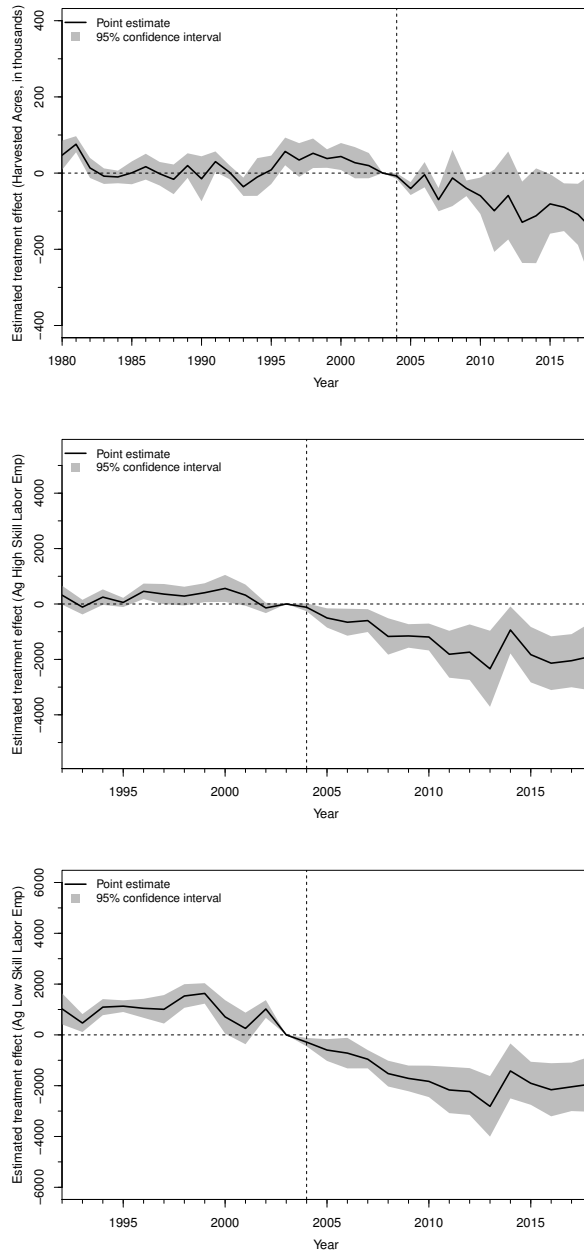 Estimated treatment effect (Harvested Acres, in thousands)
400
200
0
−200
−400
Point estimate
95% confidence interval
1980 1985 1990 1995 2000 2005 2010 2015
Year
Estimated treatment effect (Ag High Skill Labor Emp)
4000
2000
0
−2000
−4000
Point estimate
95% confidence interval
1995 2000 2005 2010 2015
Year
Estimated treatment effect (Ag Low Skill Labor Emp)
6000
4000
2000
0
−2000
−4000
−6000
Point estimate
95% confidence interval
1995 2000 2005 2010 2015
Year